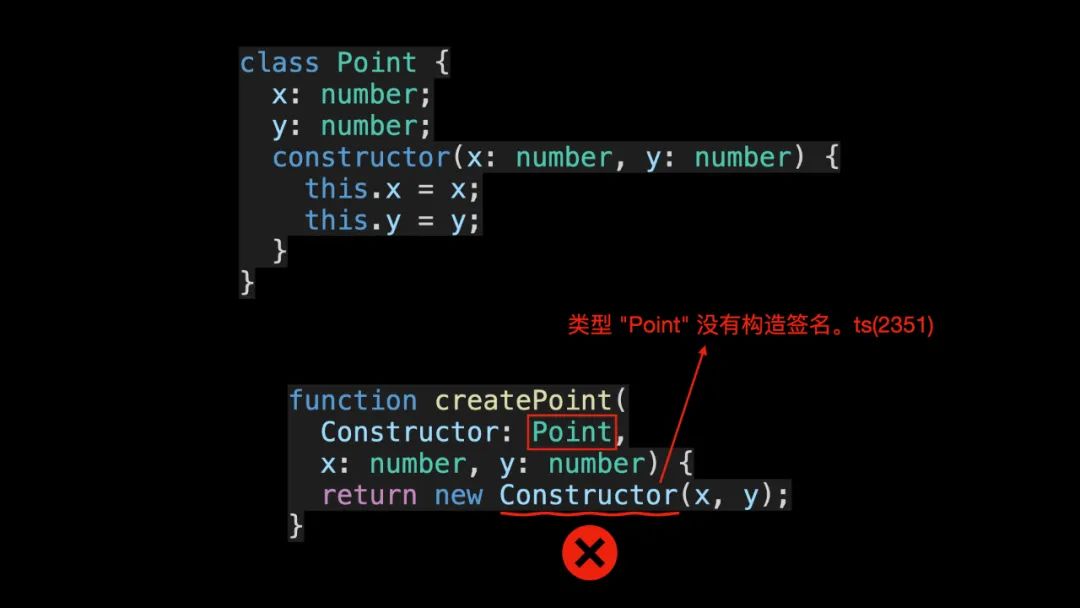 class Point {
  x: number;
  y: number;
  constructor(x: number, y: number) {
    this.x = x;
    this.y = y;
  }
}
类型 "Point" 没有构造签名。ts(2351)
function createPoint(
  Constructor: Point,
  x: number, y: number) {
  return new Constructor(x, y);
}